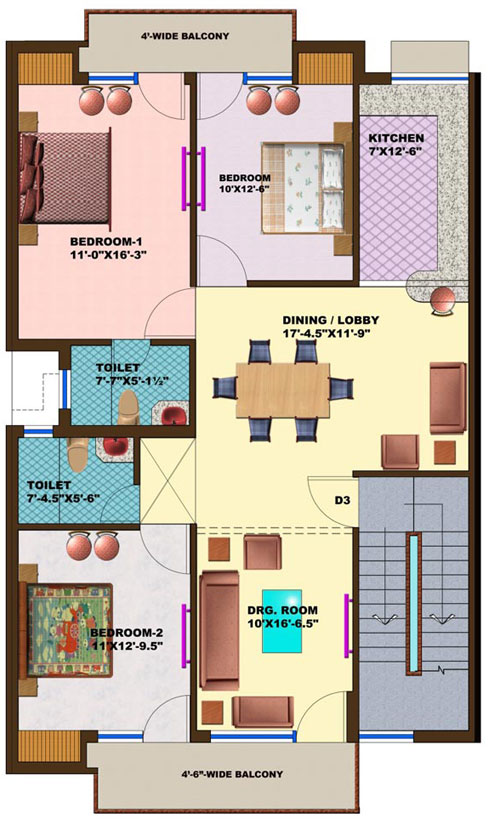 4'-WIDE BALCONY
KITCHEN
7'X12'-6"
BEDROOM
10'X12'-6"
BEDROOM-1
11'-0"X16'-3"
DINING / LOBBY
17'-4.5"X11'-9"
TOILET
7'-7"X5'-1½"
TOILET
7'-4.5"X5'-6"
D3
DRG. ROOM
10'X16'-6.5"
BEDROOM-2
11'X12'-9.5"
4'-6"-WIDE BALCONY